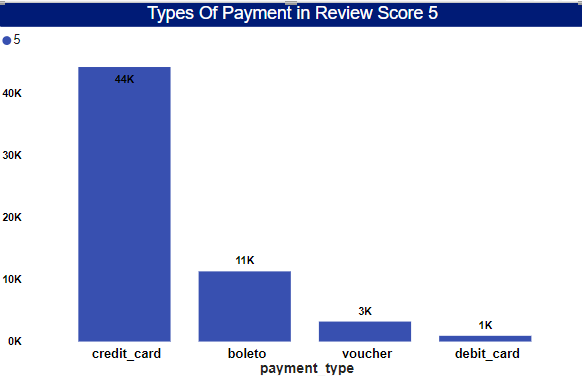 Types Of Payment in Review Score 5
5
44K
40K
30K
20K
11K
10K
3K
1K
0K
credit_card boleto voucher debit_card
payment_type